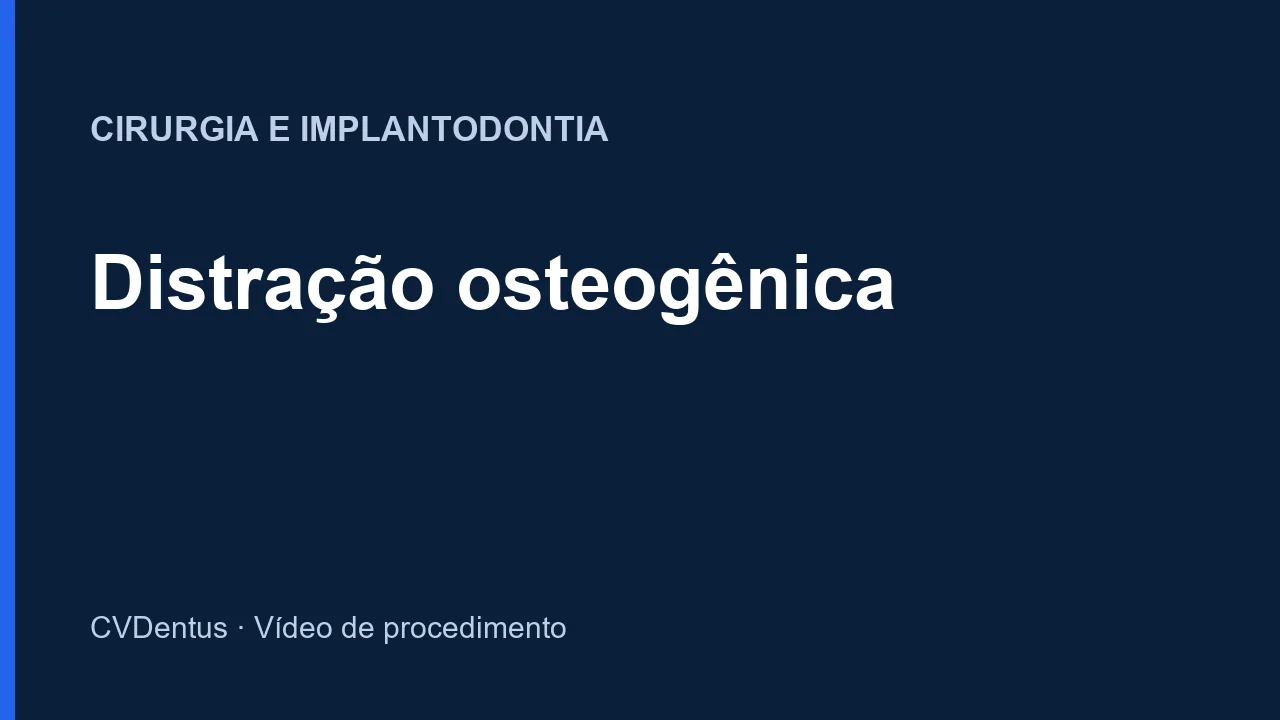 CIRURGIA E IMPLANTODONTIA
Distração osteogênica
CVDentus · Vídeo de procedimento